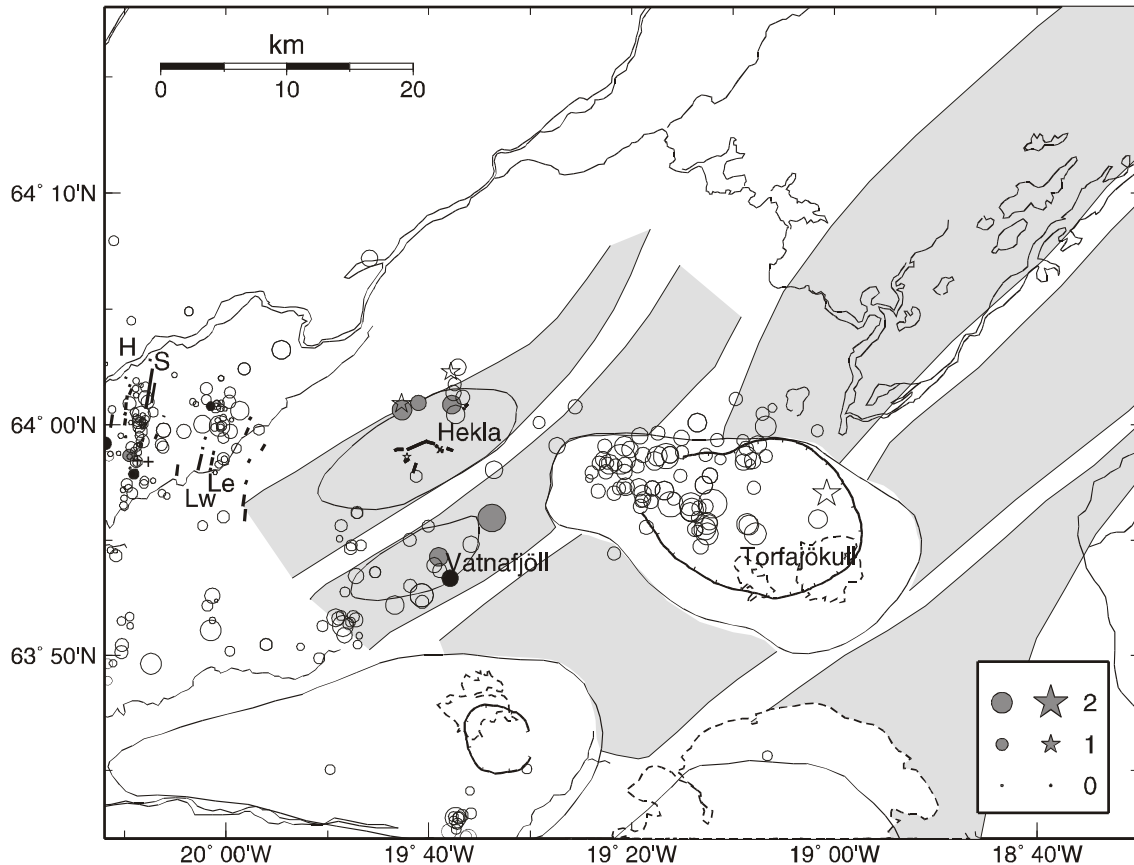 km
0 10 20
64° 10'N
H
S
64° 00'N
Hekla
Lw
Le
Vatnafjöll
Torfajökull
63° 50'N
2
1
0
20° 00'W 19° 40'W 19° 20'W 19° 00'W 18° 40'W